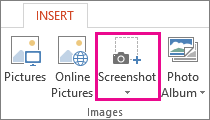 INSERT
Pictures
Online
Pictures
Screenshot
Photo
Album
Images